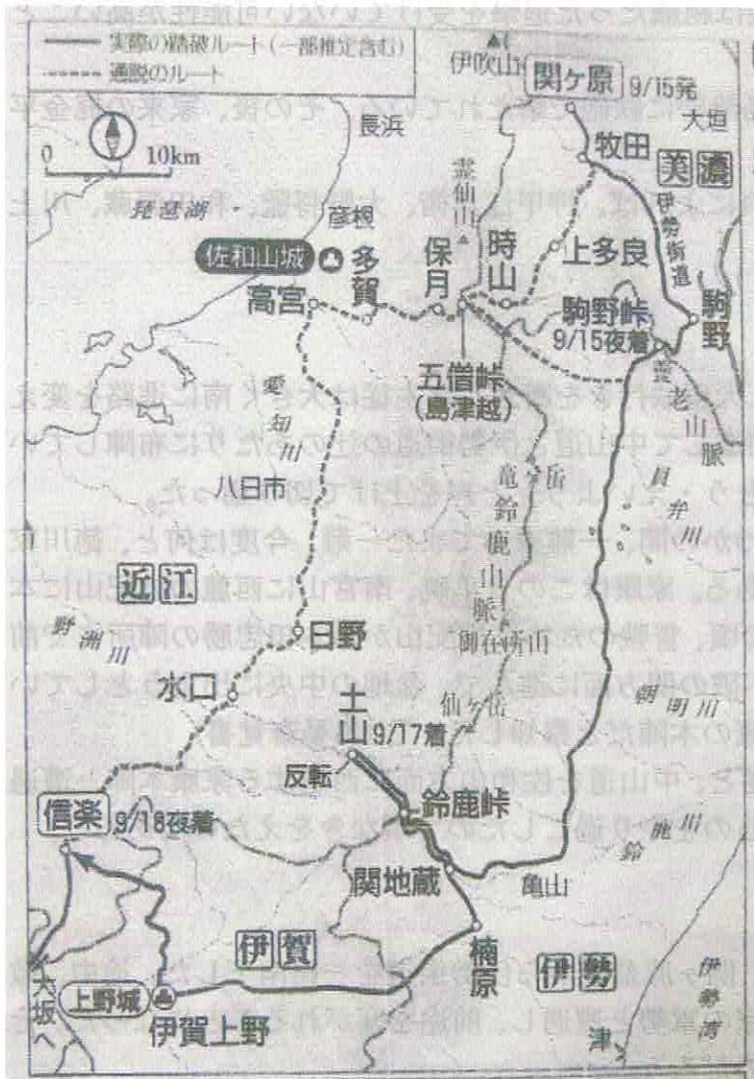 実際の踏破ルート(一部推定含む)
通説のルート
0 10km
伊吹山
関ヶ原 9/15発
大垣
長浜
牧田
美濃
琵琶湖
彦根
霊仙山
伊勢街道
佐和山城
多賀
保月
時山
上多良
高宮
駒野峠
9/15夜着
駒野
五僧峠
(島津越)
養老山脈
愛知川
員弁川
八日市
竜ヶ岳
鈴鹿山脈
近江
御在所山
野洲川
日野
水口
土山
9/17着
仙ヶ岳
朝明川
反転
鈴鹿峠
信楽 9/18夜着
鈴鹿川
関地蔵
亀山
伊賀
楠原
伊勢
伊勢湾
大坂へ
上野城
伊賀上野
津